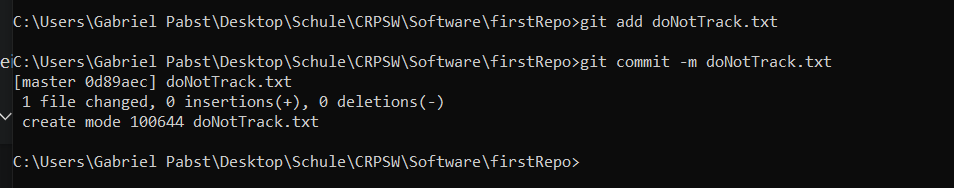 C:\Users\Gabriel Pabst\Desktop\Schule\CRPSW\Software\firstRepo>git add doNotTrack.txt
ei
C:\Users\Gabriel Pabst\Desktop\Schule\CRPSW\Software\firstRepo>git commit -m doNotTrack.txt
[master 0d89aec] doNotTrack.txt
 1 file changed, 0 insertions(+), 0 deletions(-)
 create mode 100644 doNotTrack.txt
C:\Users\Gabriel Pabst\Desktop\Schule\CRPSW\Software\firstRepo>